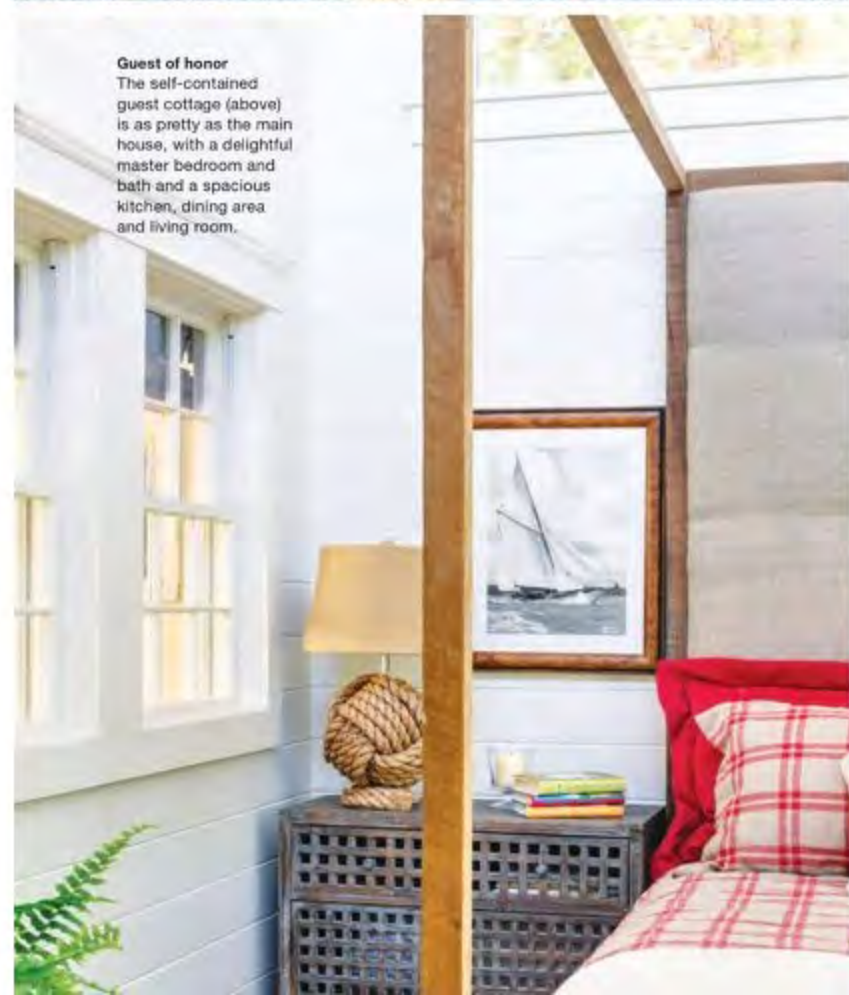 Guest of honor
The self-contained
guest cottage (above)
is as pretty as the main
house, with a delightful
master bedroom and
bath and a spacious
kitchen, dining area
and living room.